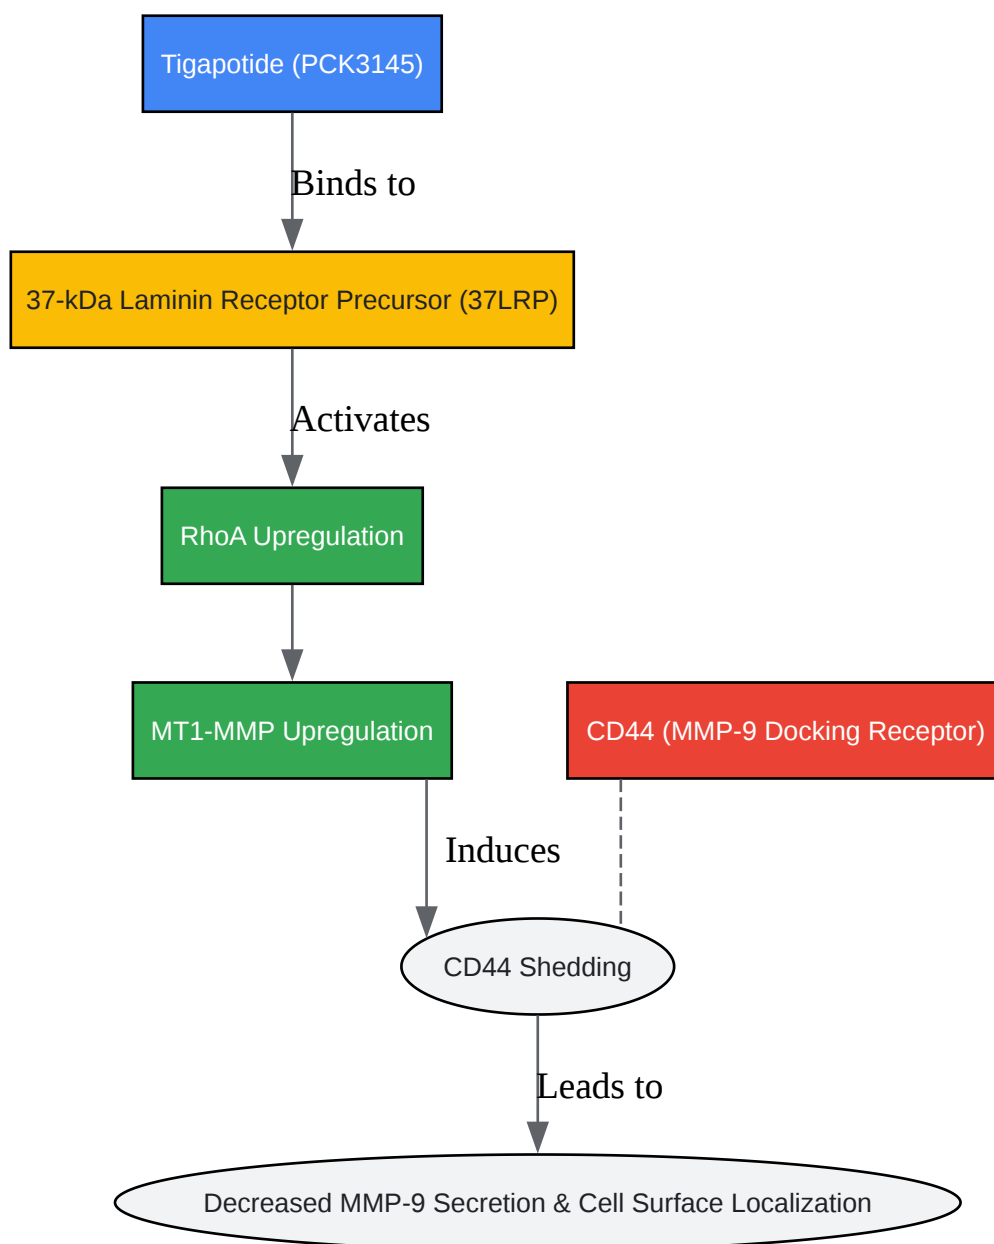 Tigapotide (PCK3145)
Binds to
37-kDa Laminin Receptor Precursor (37LRP)
Activates
RhoA Upregulation
MT1-MMP Upregulation
CD44 (MMP-9 Docking Receptor)
Induces
CD44 Shedding
Leads to
Decreased MMP-9 Secretion & Cell Surface Localization